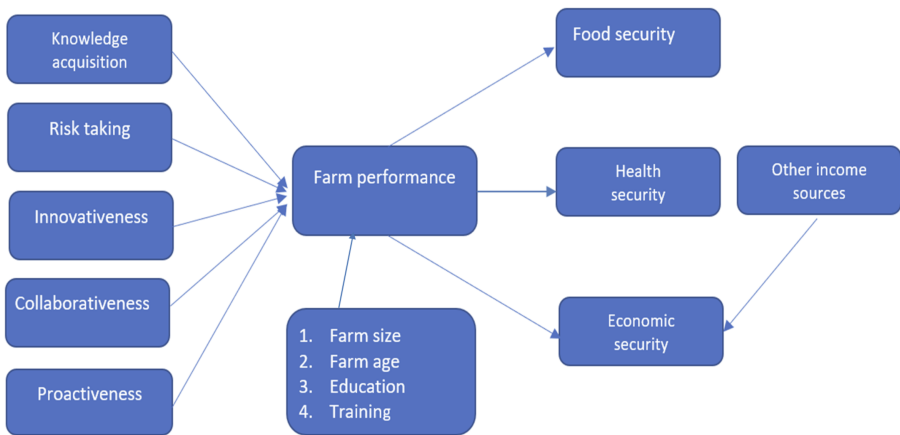 Knowledge
acquisition
Risk taking
Innovativeness
Collaborativeness
Proactiveness
Farm performance
1. Farm size
2. Farm age
3. Education
4. Training
Food security
Health
security
Economic
security
Other income
sources